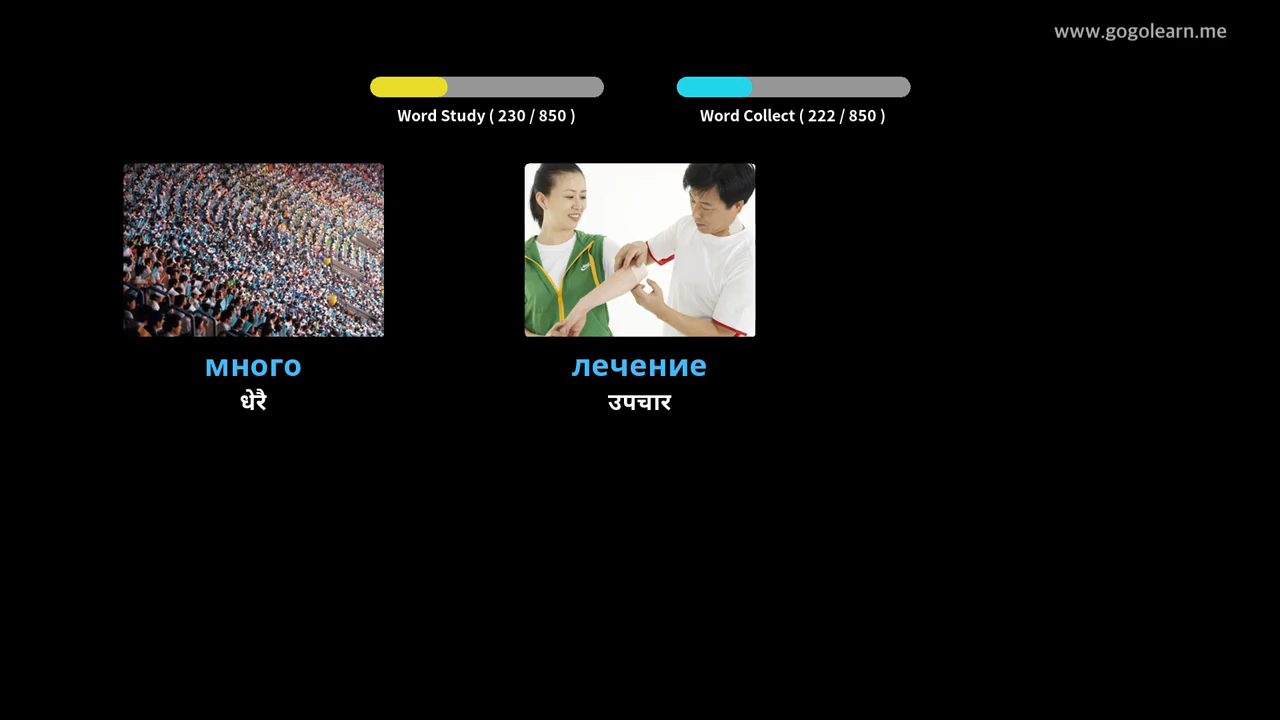 www.gogolearn.me
Word Study ( 230 / 850 )
Word Collect ( 222 / 850 )
много
धेरै
лечение
उपचार